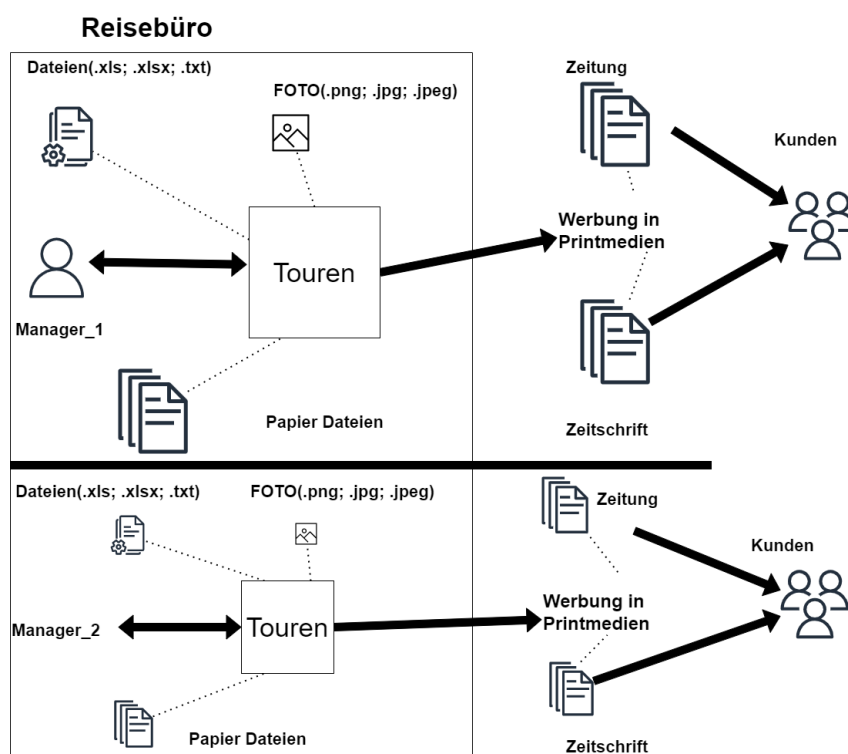 Reisebüro
Dateien(.xls; .xlsx; .txt)
FOTO(.png; .jpg; .jpeg)
Zeitung
Kunden
Werbung in
Printmedien
Touren
Manager_1
Papier Dateien
Zeitschrift
Dateien(.xls; .xlsx; .txt)
FOTO(.png; .jpg; .jpeg)
Zeitung
Kunden
Werbung in
Printmedien
Manager_2
Touren
Papier Dateien
Zeitschrift